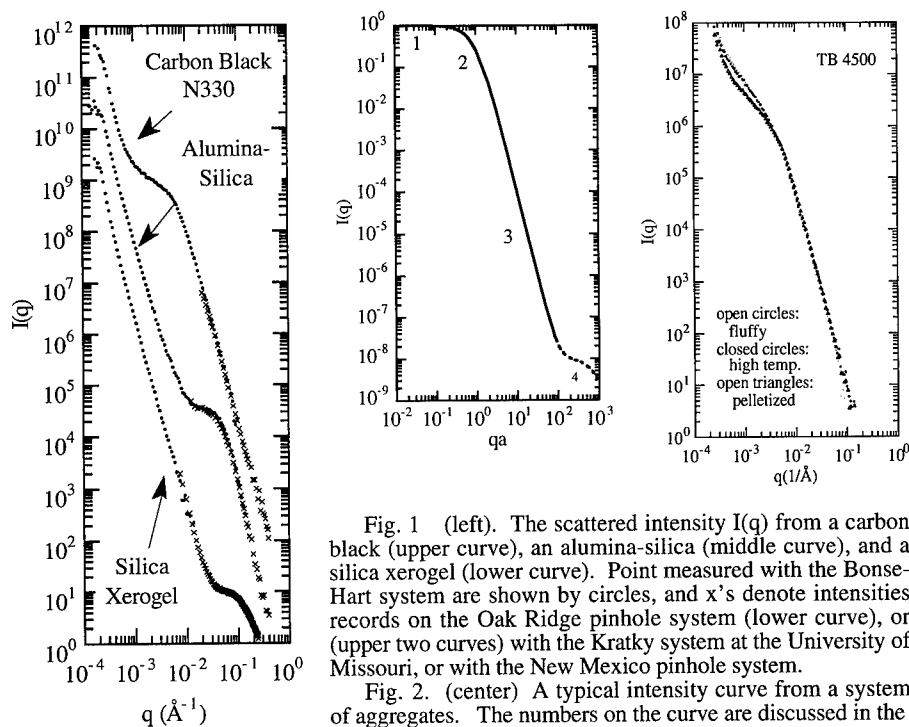 10^12
10^11
10^10
10^9
10^8
10^7
10^6
10^5
10^4
10^3
10^2
10^1
10^0
I(q)
10^-4
10^-2
10^-1
10^0
q (Å^-1)
Carbon Black
N330
Alumina-
Silica
Silica
Xerogel
10^0
10^-1
10^-2
10^-3
10^-4
10^-5
10^-6
10^-7
10^-8
10^-9
I(q)
1
2
3
4
10^-2
10^-1
10^0
10^1
10^2
10^3
qa
10^8
10^7
10^6
10^5
10^4
10^3
10^2
10^1
10^0
I(q)
TB 4500
open circles:
fluffy
closed circles:
high temp.
open triangles:
pelletized
10^-4
10^-3
10^-2
10^-1
10^0
q(1/Å)
Fig. 1 (left). The scattered intensity I(q) from a carbon
black (upper curve), an alumina-silica (middle curve), and a
silica xerogel (lower curve). Point measured with the Bonse-
Hart system are shown by circles, and x's denote intensities
records on the Oak Ridge pinhole system (lower curve), or
(upper two curves) with the Kratky system at the University of
Missouri, or with the New Mexico pinhole system.
Fig. 2. (center) A typical intensity curve from a system
of aggregates. The numbers on the curve are discussed in the